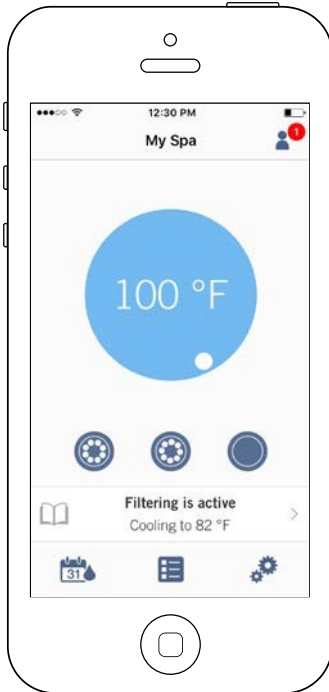 12:30 PM
My Spa
1
100 °F
Filtering is active
Cooling to 82 °F
31